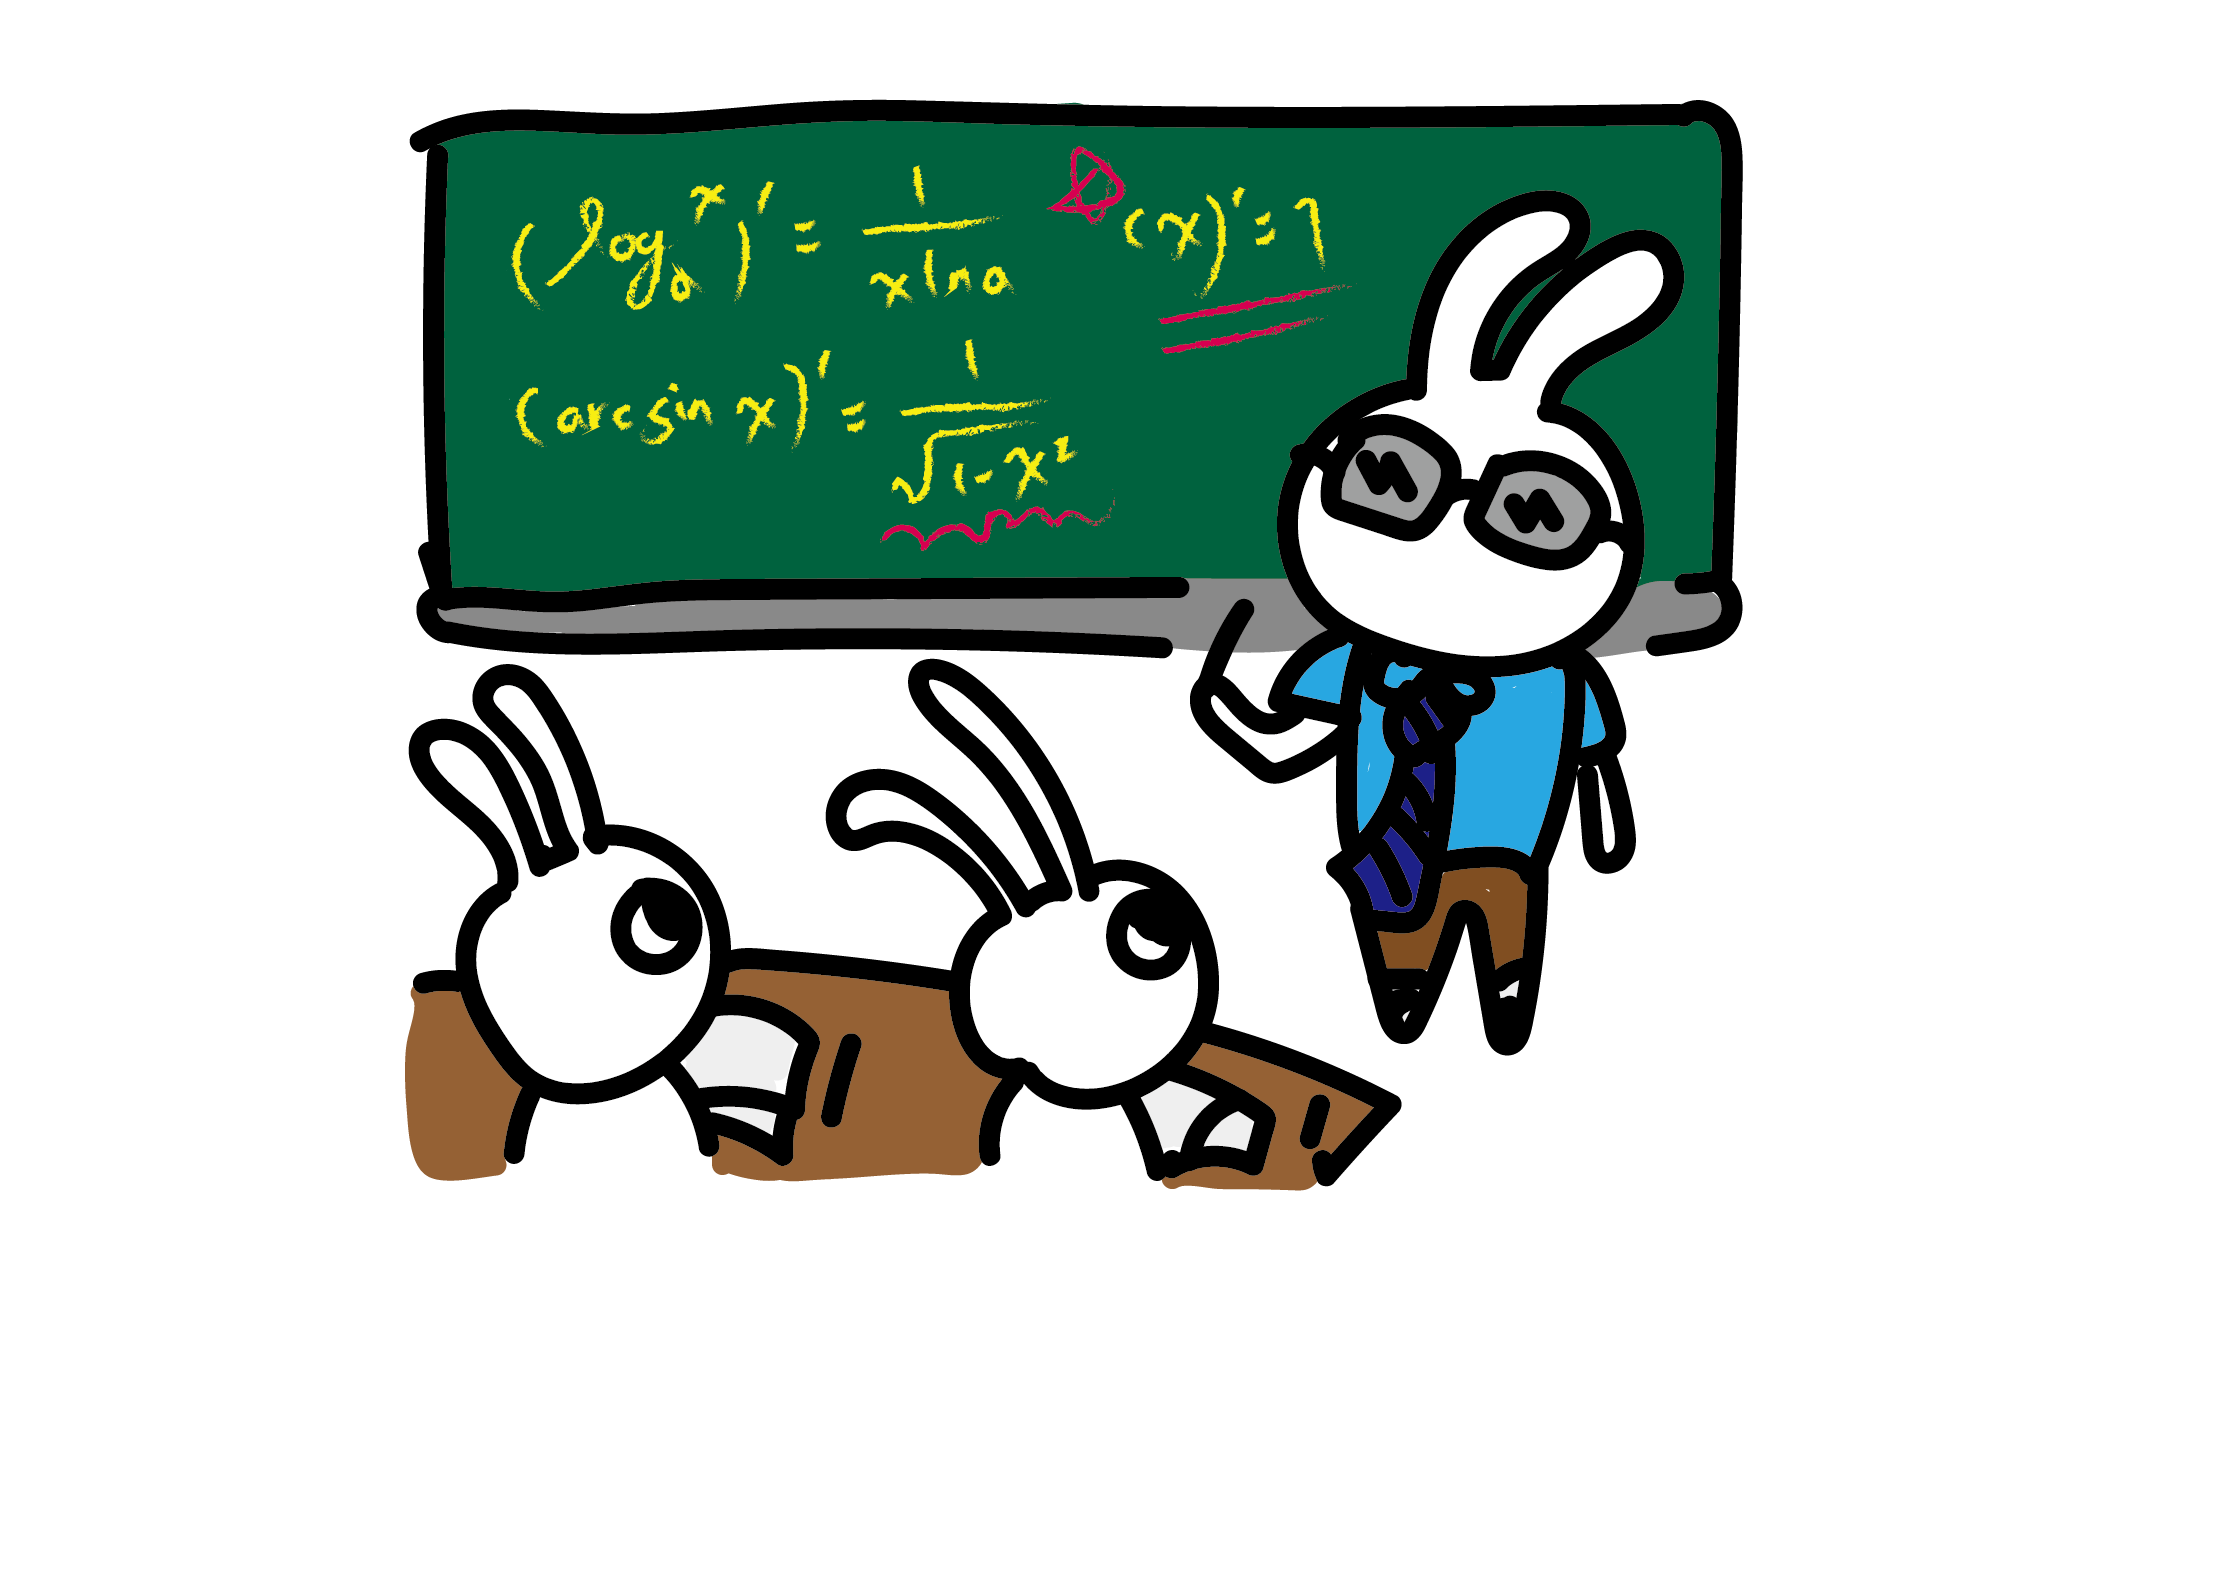 (logₐˣ)' = 1/(x ln a)
(x)' = 1
(arcsin x)' = 1/√(1-x²)